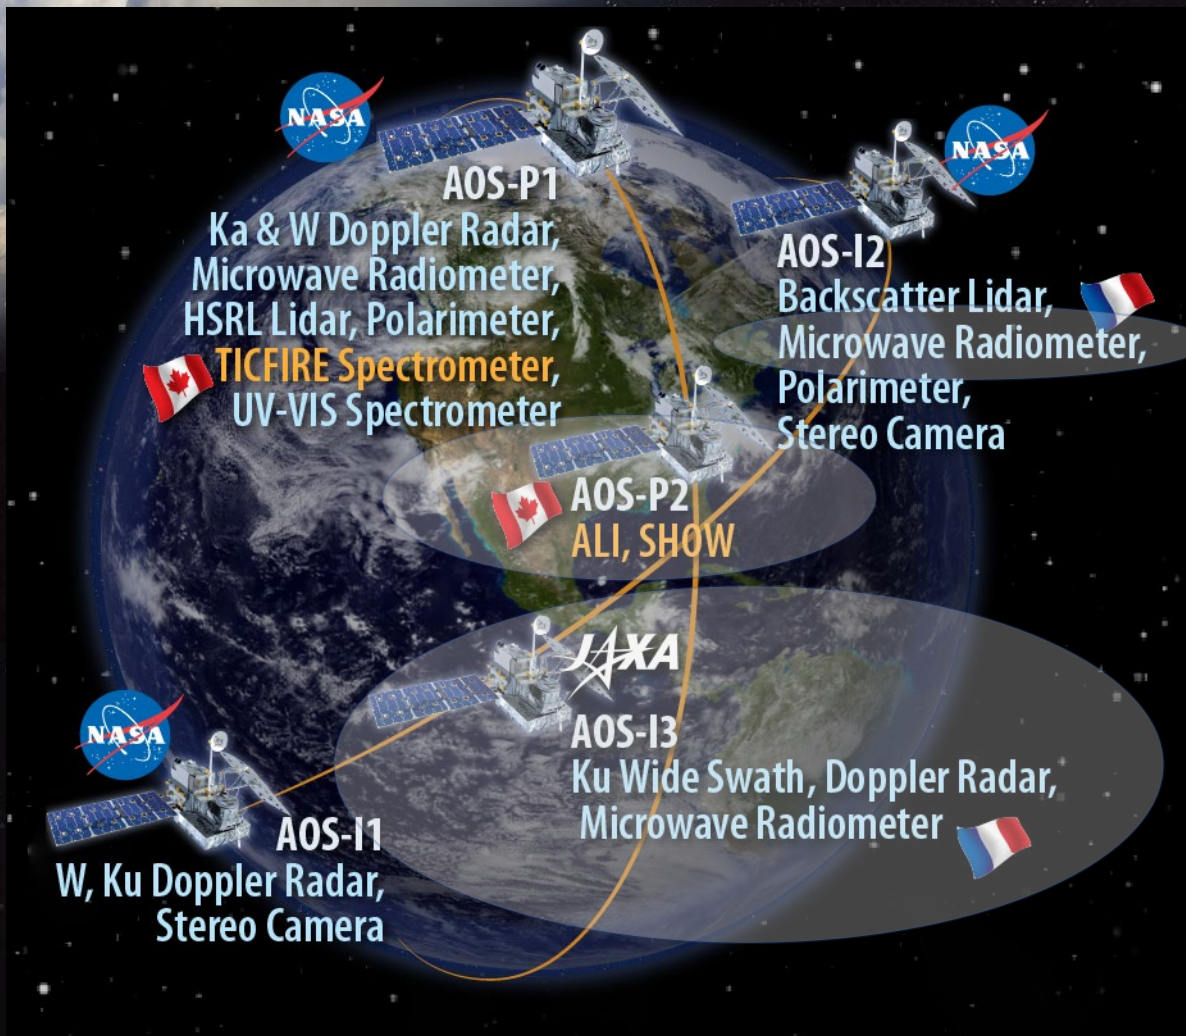 NASA
AOS-P1
Ka & W Doppler Radar,
Microwave Radiometer,
HSRL Lidar, Polarimeter,
TICFIRE Spectrometer,
UV-VIS Spectrometer
NASA
AOS-I2
Backscatter Lidar,
Microwave Radiometer,
Polarimeter,
Stereo Camera
AOS-P2
ALI, SHOW
JAXA
AOS-I3
Ku Wide Swath, Doppler Radar,
Microwave Radiometer
NASA
AOS-I1
W, Ku Doppler Radar,
Stereo Camera